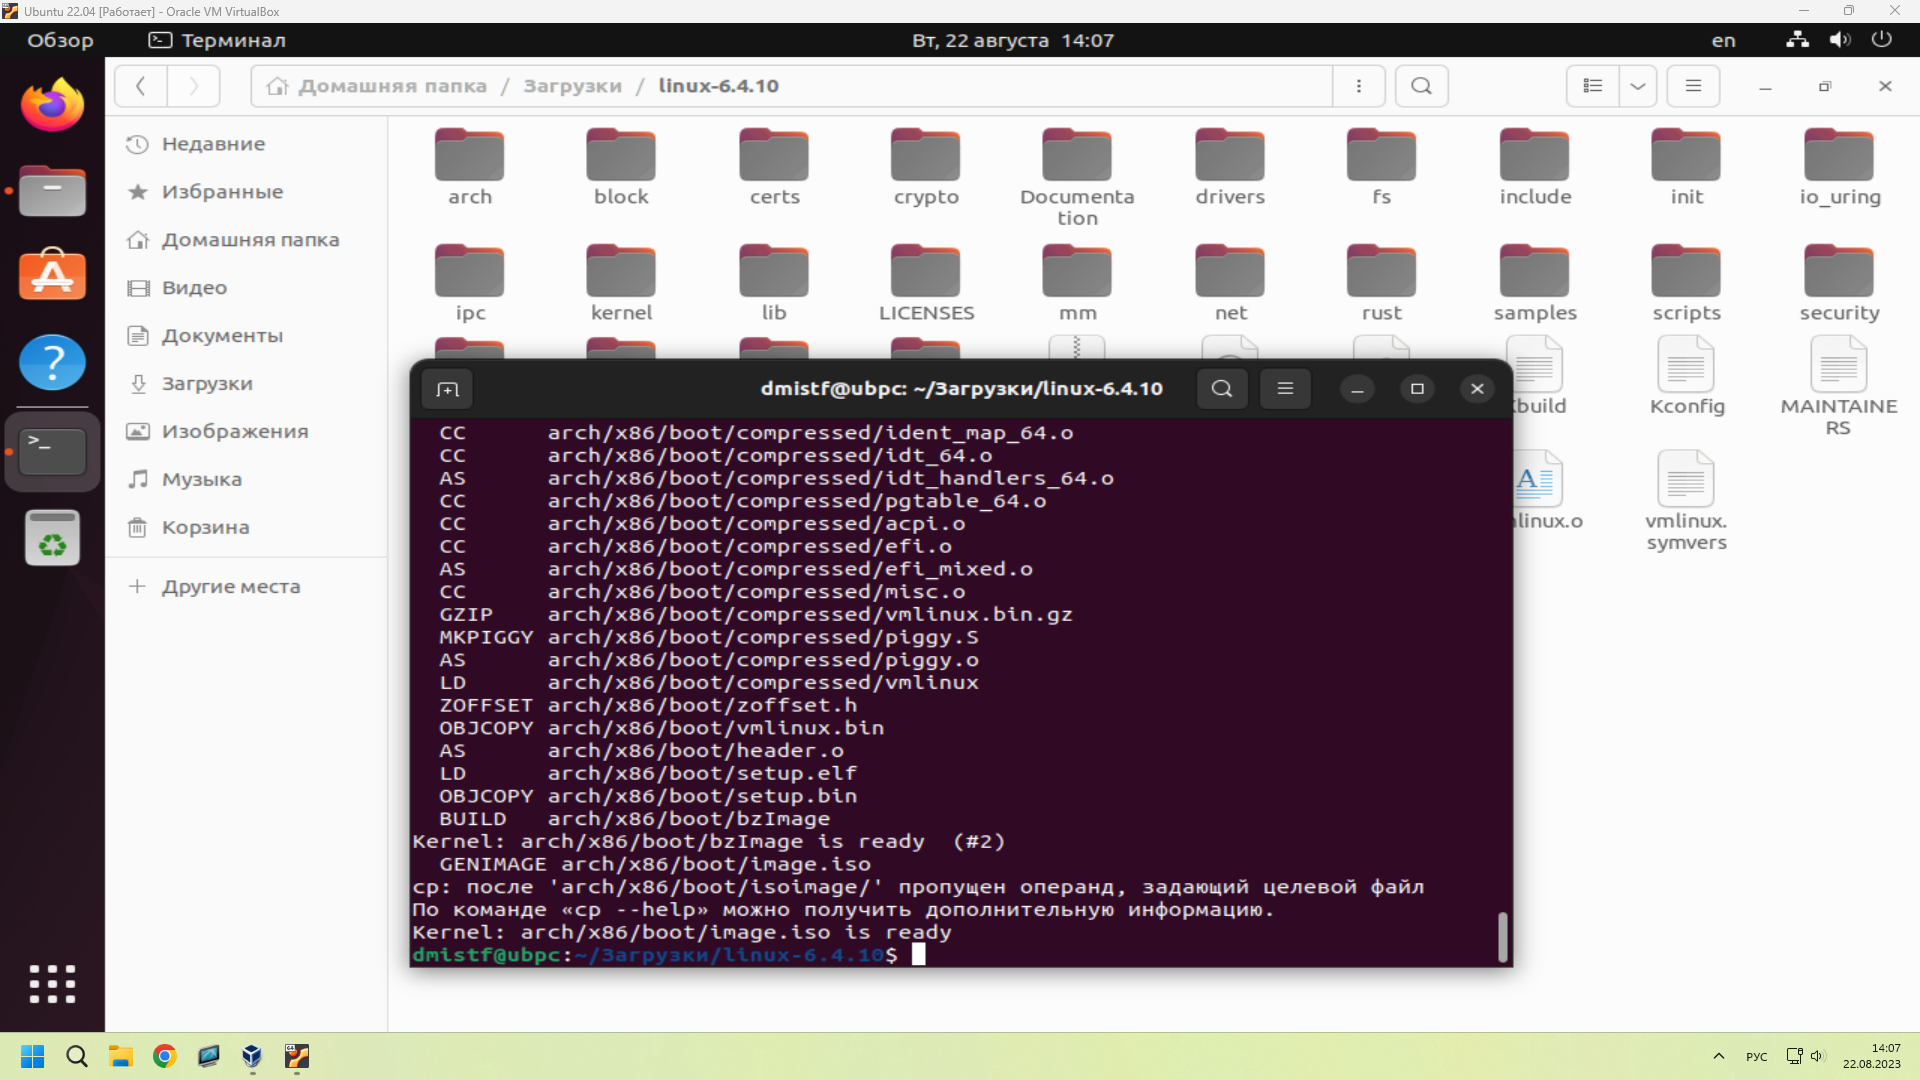 Ubuntu 22.04 [Работает] - Oracle VM VirtualBox
Обзор
Терминал
Вт, 22 августа 14:07
en
Домашняя папка / Загрузки / linux-6.4.10
Недавние
Избранные
Домашняя папка
Видео
Документы
Загрузки
Изображения
Музыка
Корзина
Другие места
arch
block
certs
crypto
Documenta
tion
drivers
fs
include
init
io_uring
ipc
kernel
lib
LICENSES
mm
net
rust
samples
scripts
security
build
Kconfig
MAINTAINE
RS
linux.o
vmlinux.
symvers
dmistf@ubpc: ~/Загрузки/linux-6.4.10
CC arch/x86/boot/compressed/ident_map_64.o
CC arch/x86/boot/compressed/idt_64.o
AS arch/x86/boot/compressed/idt_handlers_64.o
CC arch/x86/boot/compressed/pgtable_64.o
CC arch/x86/boot/compressed/acpi.o
CC arch/x86/boot/compressed/efi.o
AS arch/x86/boot/compressed/efi_mixed.o
CC arch/x86/boot/compressed/misc.o
GZIP arch/x86/boot/compressed/vmlinux.bin.gz
MKPIGGY arch/x86/boot/compressed/piggy.S
AS arch/x86/boot/compressed/piggy.o
LD arch/x86/boot/compressed/vmlinux
ZOFFSET arch/x86/boot/zoffset.h
OBJCOPY arch/x86/boot/vmlinux.bin
AS arch/x86/boot/header.o
LD arch/x86/boot/setup.elf
OBJCOPY arch/x86/boot/setup.bin
BUILD arch/x86/boot/bzImage
Kernel: arch/x86/boot/bzImage is ready (#2)
GENIMAGE arch/x86/boot/image.iso
cp: после 'arch/x86/boot/isoimage/' пропущен операнд, задающий целевой файл
По команде «cp --help» можно получить дополнительную информацию.
Kernel: arch/x86/boot/image.iso is ready
dmistf@ubpc:~/Загрузки/linux-6.4.10$
РУС
14:07
22.08.2023